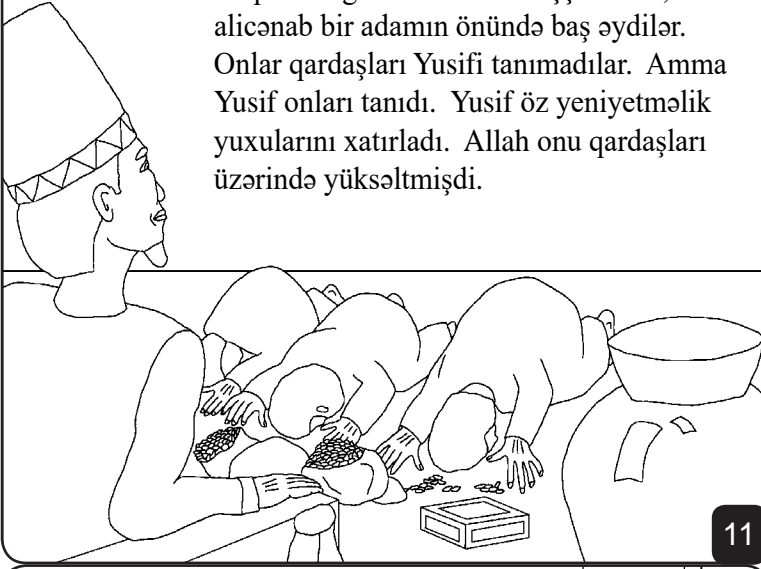 alicənab bir adamın önündə baş əydilər.
Onlar qardaşları Yusifi tanımadılar.  Amma
Yusif onları tanıdı.  Yusif öz yeniyetməlik
yuxularını xatırladı.  Allah onu qardaşları
üzərində yüksəltmişdi.
11